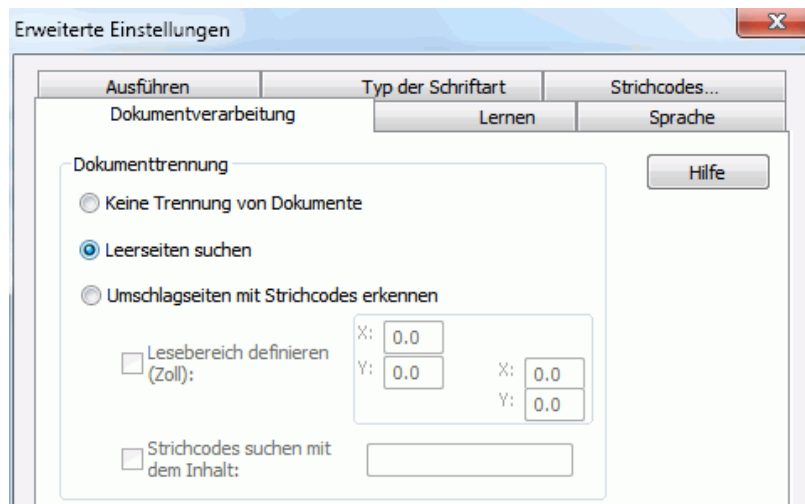 Erweiterte Einstellungen
Ausführen Typ der Schriftart Strichcodes...
Dokumentverarbeitung Lernen Sprache
Dokumenttrennung
Hilfe
Keine Trennung von Dokumente
Leerseiten suchen
Umschlagseiten mit Strichcodes erkennen
Lesebereich definieren
(Zoll):
X: 0.0
Y: 0.0
X: 0.0
Y: 0.0
Strichcodes suchen mit
dem Inhalt: